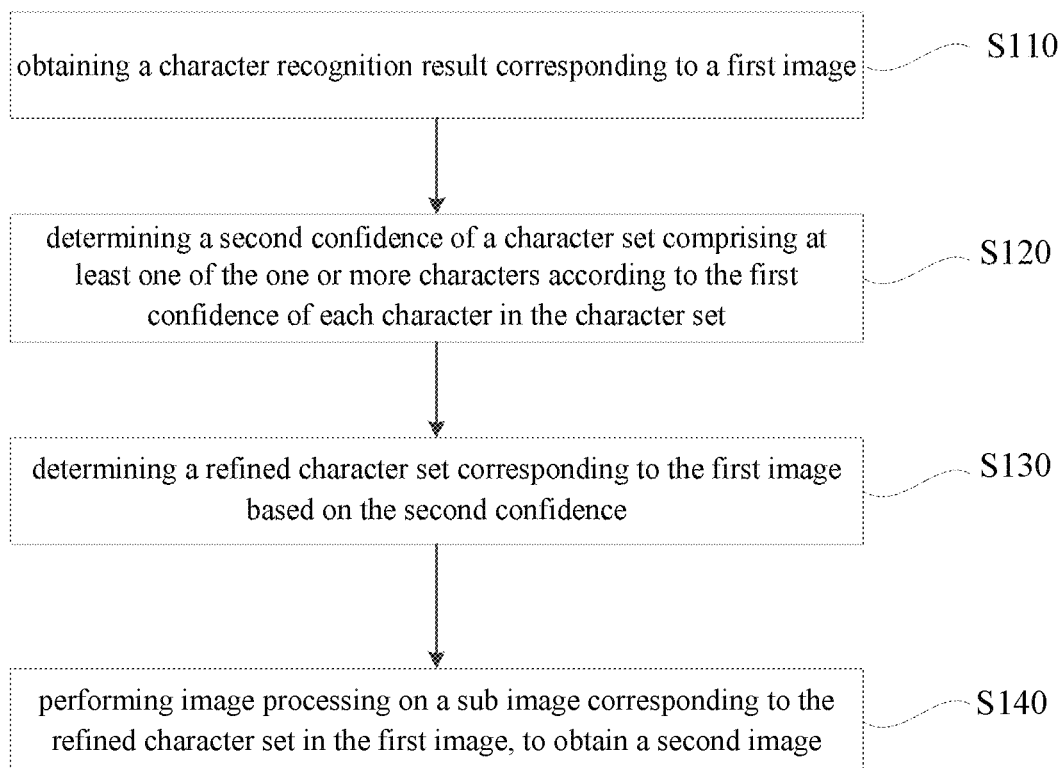 obtaining a character recognition result corresponding to a first image
S110
determining a second confidence of a character set comprising at
least one of the one or more characters according to the first
confidence of each character in the character set
S120
determining a refined character set corresponding to the first image
based on the second confidence
S130
performing image processing on a sub image corresponding to the
refined character set in the first image, to obtain a second image
S140